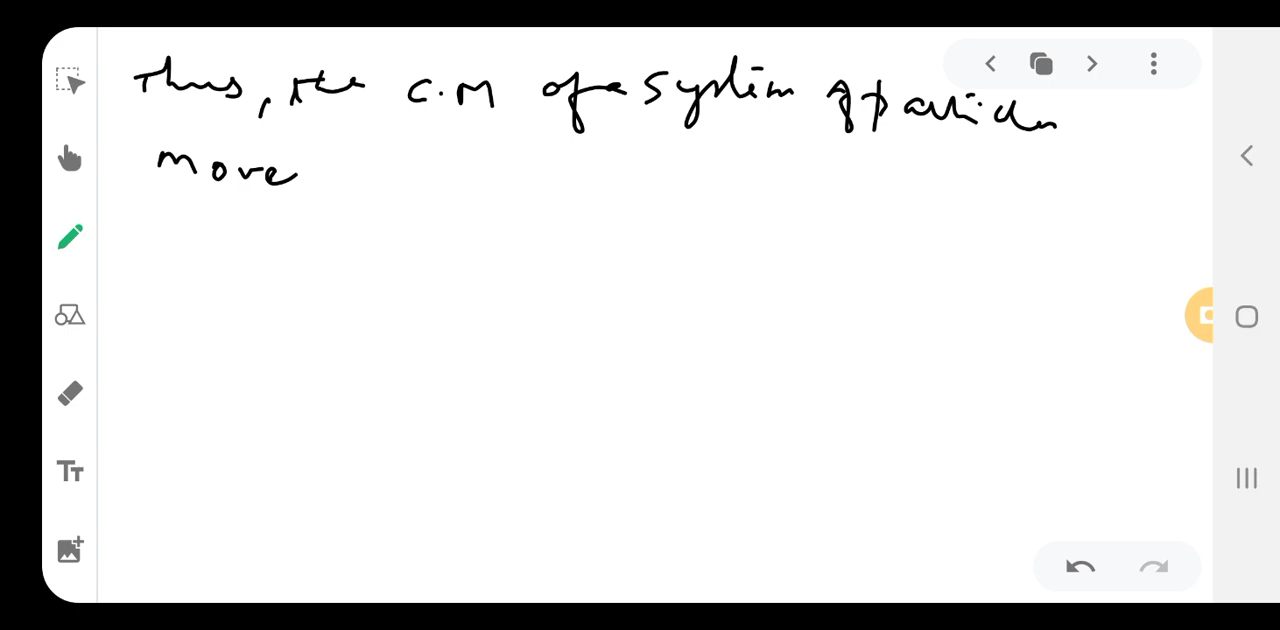 Thus, the C.M of a system of particles
move